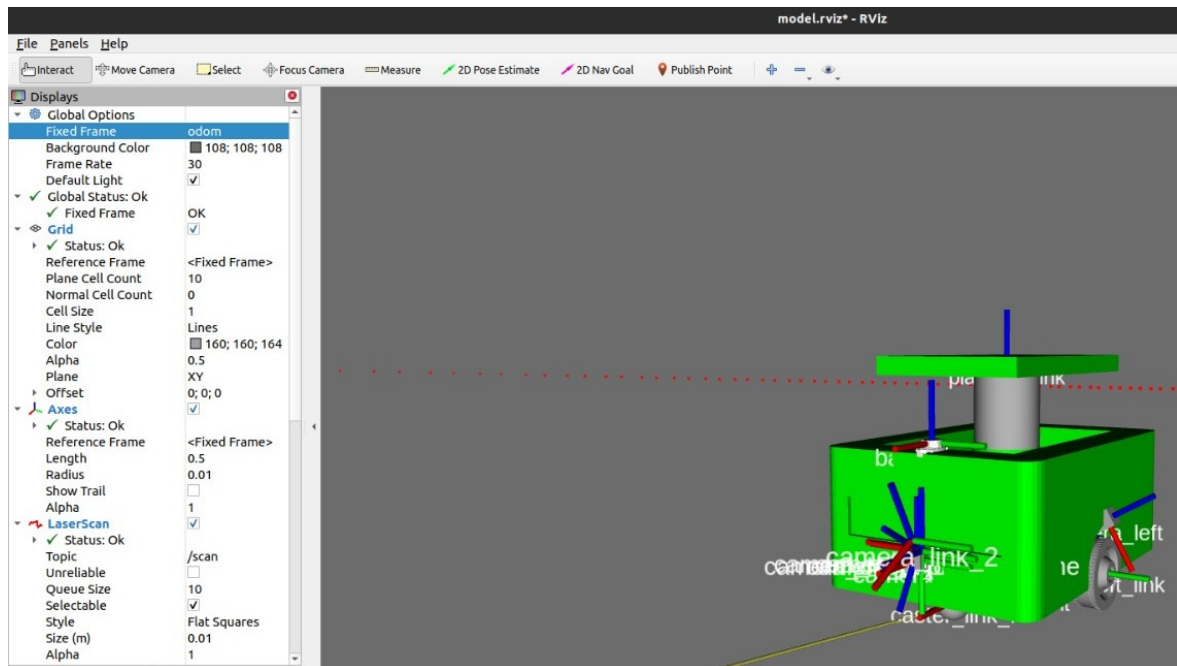 model.rviz* - RViz
File Panels Help
Interact Move Camera Select Focus Camera Measure 2D Pose Estimate 2D Nav Goal Publish Point
Displays
Global Options
Fixed Frame odom
Background Color 108; 108; 108
Frame Rate 30
Default Light
Global Status: Ok
Fixed Frame OK
Grid
Status: Ok
Reference Frame <Fixed Frame>
Plane Cell Count 10
Normal Cell Count 0
Cell Size 1
Line Style Lines
Color 160; 160; 164
Alpha 0.5
Plane XY
Offset 0; 0; 0
Axes
Status: Ok
Reference Frame <Fixed Frame>
Length 0.5
Radius 0.01
Show Trail
Alpha 1
LaserScan
Status: Ok
Topic /scan
Unreliable
Queue Size 10
Selectable
Style Flat Squares
Size (m) 0.01
Alpha 1
camera_link_2